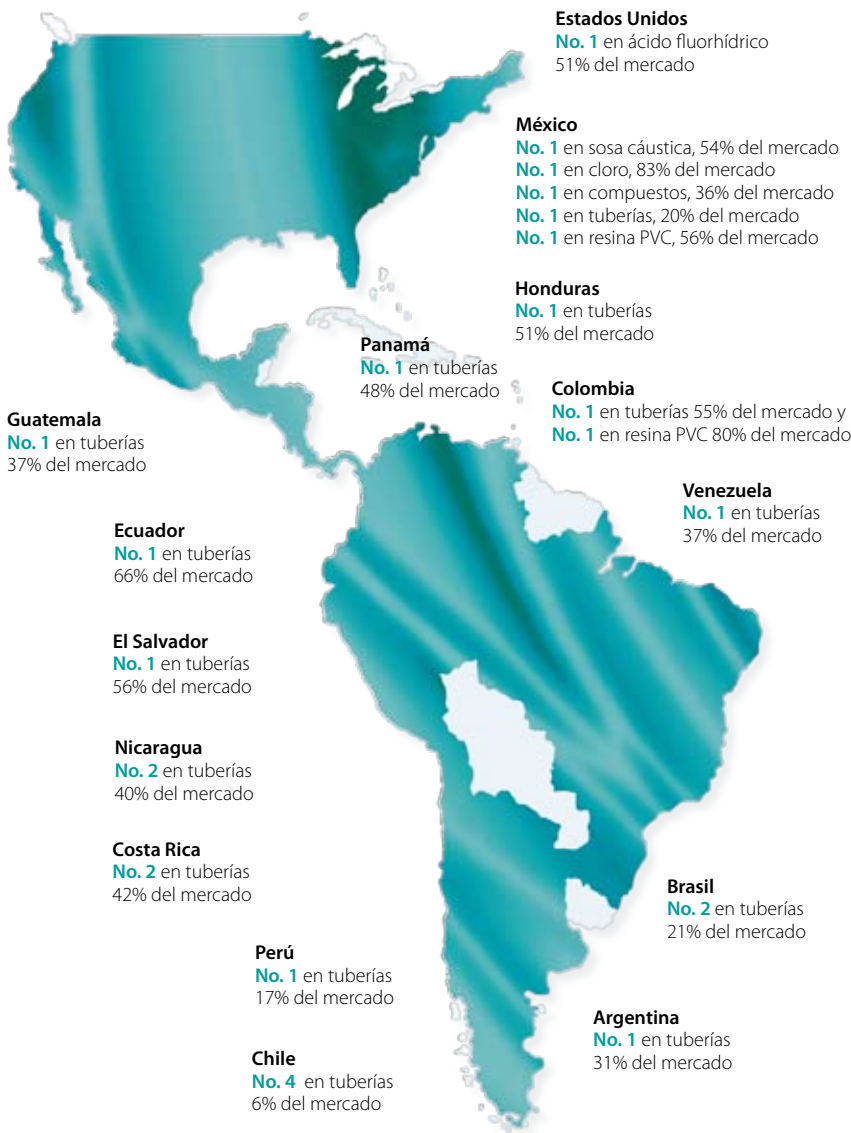 Estados Unidos
No. 1 en ácido fluorhídrico
51% del mercado
México
No. 1 en sosa cáustica, 54% del mercado
No. 1 en cloro, 83% del mercado
No. 1 en compuestos, 36% del mercado
No. 1 en tuberías, 20% del mercado
No. 1 en resina PVC, 56% del mercado
Honduras
No. 1 en tuberías
51% del mercado
Panamá
No. 1 en tuberías
48% del mercado
Colombia
No. 1 en tuberías 55% del mercado y
No. 1 en resina PVC 80% del mercado
Guatemala
No. 1 en tuberías
37% del mercado
Venezuela
No. 1 en tuberías
37% del mercado
Ecuador
No. 1 en tuberías
66% del mercado
El Salvador
No. 1 en tuberías
56% del mercado
Nicaragua
No. 2 en tuberías
40% del mercado
Costa Rica
No. 2 en tuberías
42% del mercado
Brasil
No. 2 en tuberías
21% del mercado
Perú
No. 1 en tuberías
17% del mercado
Argentina
No. 1 en tuberías
31% del mercado
Chile
No. 4 en tuberías
6% del mercado